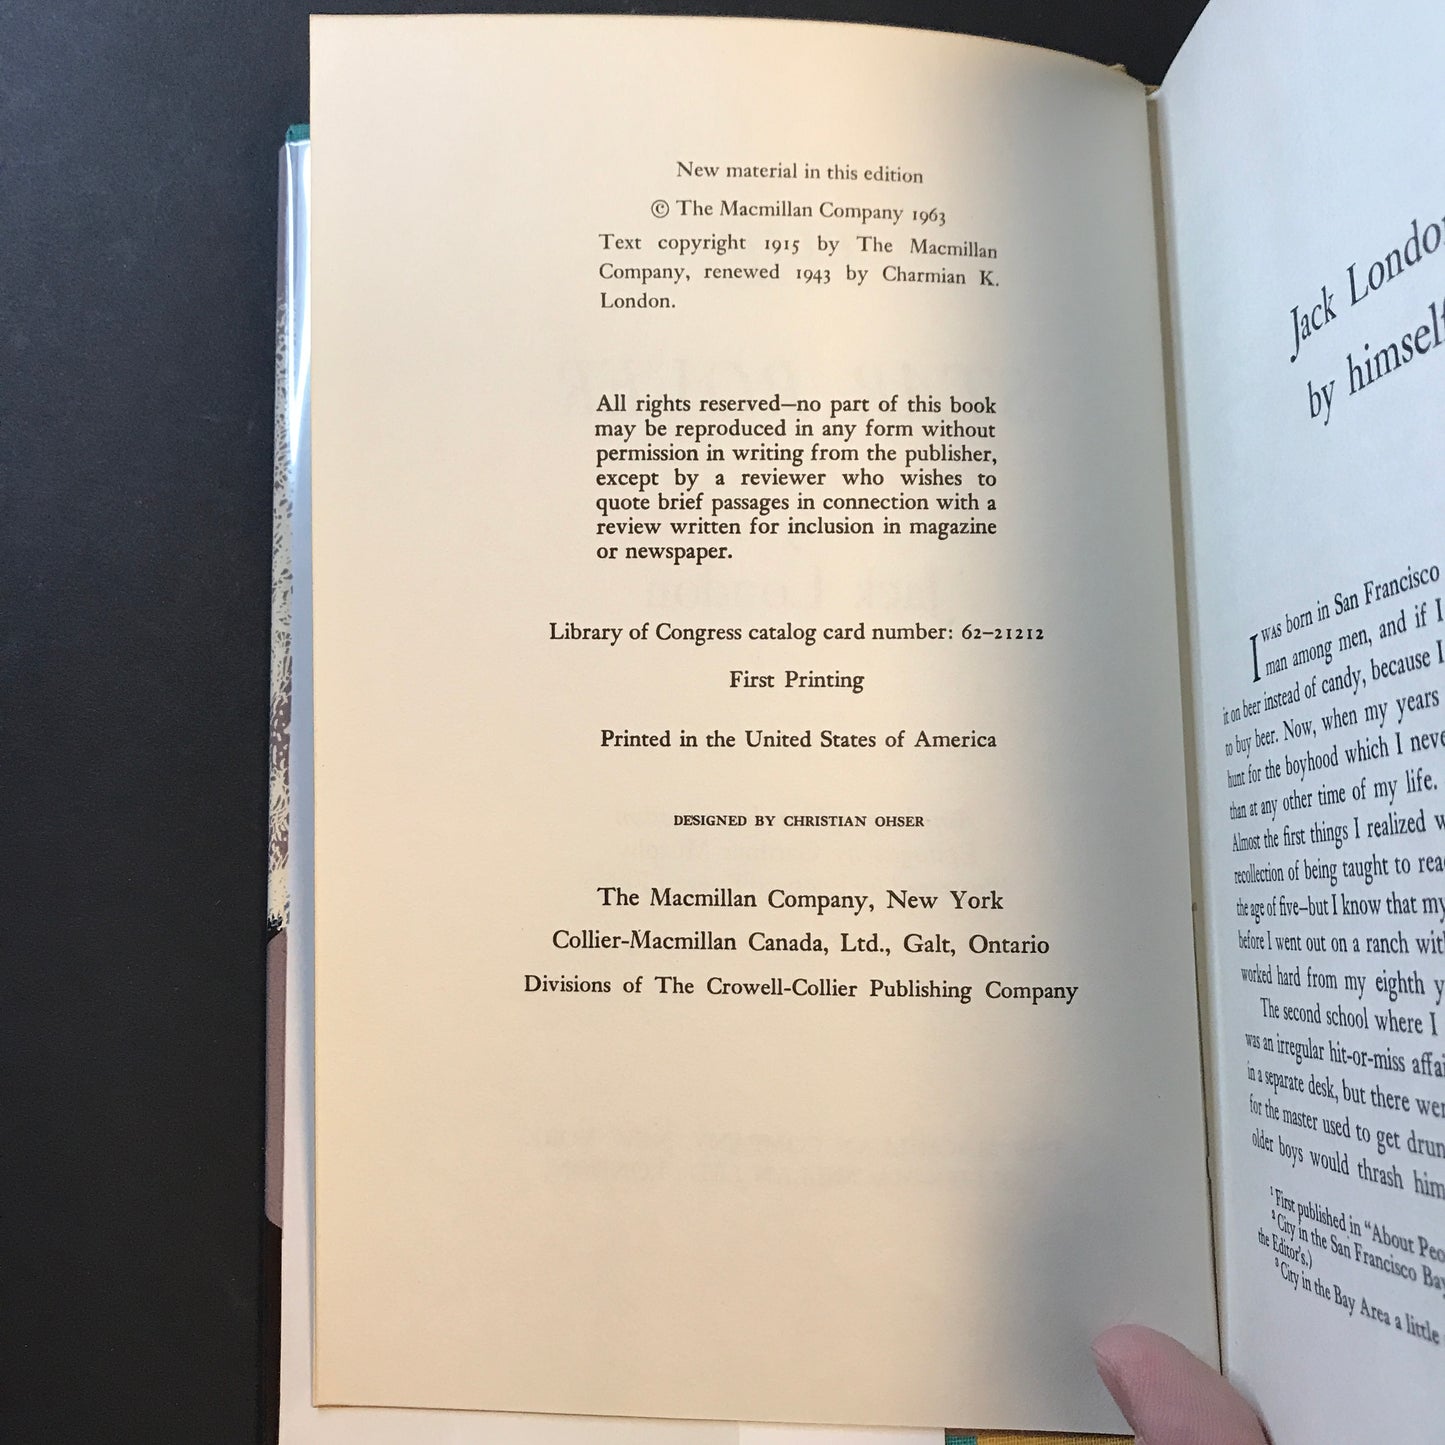 New material in this edition
© The Macmillan Company 1963
Text copyright 1915 by The Macmillan
Company, renewed 1943 by Charmian K.
London.
All rights reserved—no part of this book
may be reproduced in any form without
permission in writing from the publisher,
except by a reviewer who wishes to
quote brief passages in connection with a
review written for inclusion in magazine
or newspaper.
Library of Congress catalog card number: 62–21212
First Printing
Printed in the United States of America
DESIGNED BY CHRISTIAN OHSER
The Macmillan Company, New York
Collier-Macmillan Canada, Ltd., Galt, Ontario
Divisions of The Crowell-Collier Publishing Company
Jack London
by himself
I WAS born in San Francisco
man among men, and if I
it on beer instead of candy, because I
to buy beer. Now, when my years
hunt for the boyhood which I neve
than at any other time of my life.
Almost the first things I realized w
recollection of being taught to rea
the age of five—but I know that my
before I went out on a ranch with
worked hard from my eighth y
The second school where I
was an irregular hit-or-miss affai
in a separate desk, but there wer
for the master used to get drun
older boys would thrash him
1 First published in "About Peo
2 City in the San Francisco Bay
the Editor's.)
3 City in the Bay Area a little